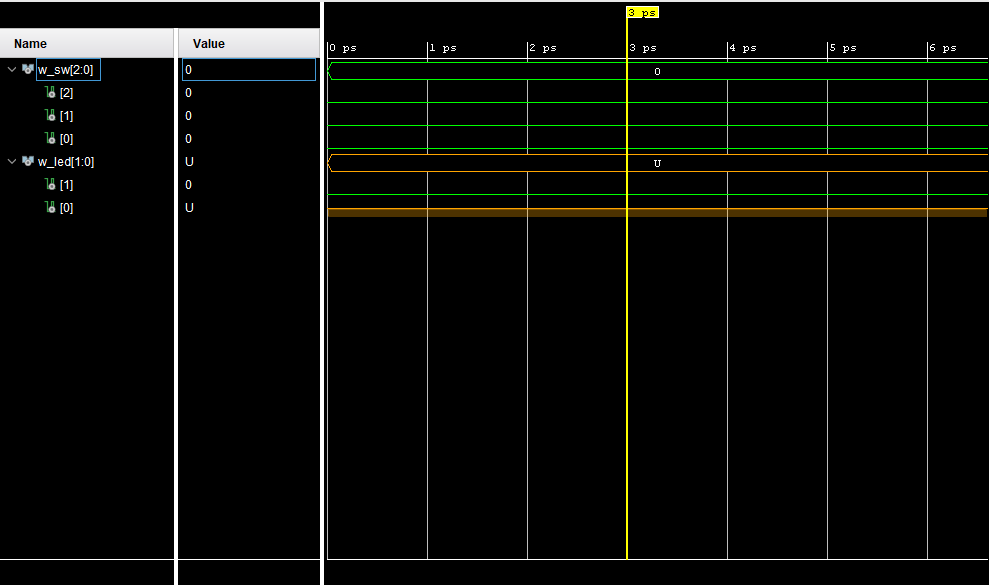 3 ps
Name Value 0 ps 1 ps 2 ps 3 ps 4 ps 5 ps 6 ps
w_sw[2:0] 0 0
[2] 0
[1] 0
[0] 0
w_led[1:0] U U
[1] 0
[0] U